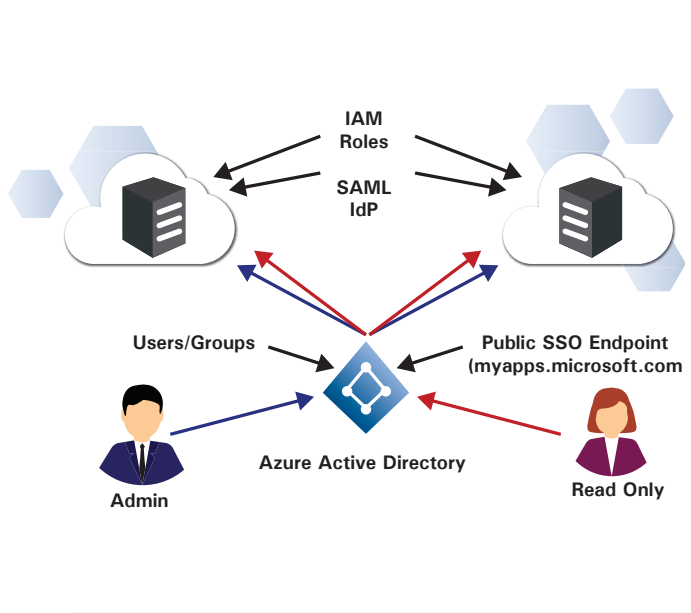 IAM
Roles
SAML
IdP
Users/Groups
Public SSO Endpoint
(myapps.microsoft.com
Azure Active Directory
Admin
Read Only